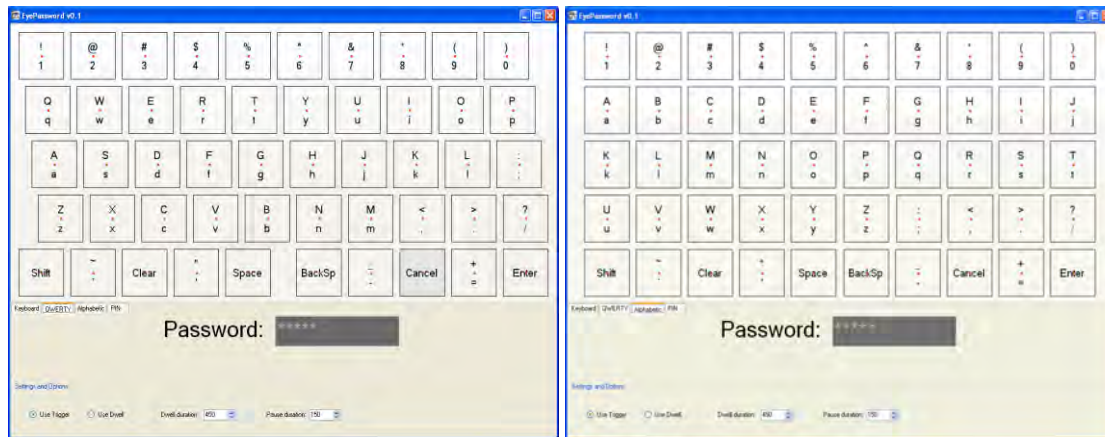 EyePassword v0.1
! @ # $ % ^ & * ( )
1 2 3 4 5 6 7 8 9 0
Q W E R T Y U I O P
q w e r t y u i o p
A S D F G H J K L :
a s d f g h j k l ;
Z X C V B N M < > ?
z x c v b n m , . /
~ " _ +
Shift Clear Space BackSp Cancel Enter
' - =
Keyboard QWERTY Alphabetic PIN
Password: *****
Settings and Options
Use Trigger Use Dwell Dwell duration: 450 Pause duration: 150
EyePassword v0.1
! @ # $ % ^ & * ( )
1 2 3 4 5 6 7 8 9 0
A B C D E F G H I J
a b c d e f g h i j
K L M N O P Q R S T
k l m n o p q r s t
U V W X Y Z : < > ?
u v w x y z ; , . /
~ " _ +
Shift Clear Space BackSp Cancel Enter
' - =
Keyboard QWERTY Alphabetic PIN
Password: *****
Settings and Options
Use Trigger Use Dwell Dwell duration: 450 Pause duration: 150